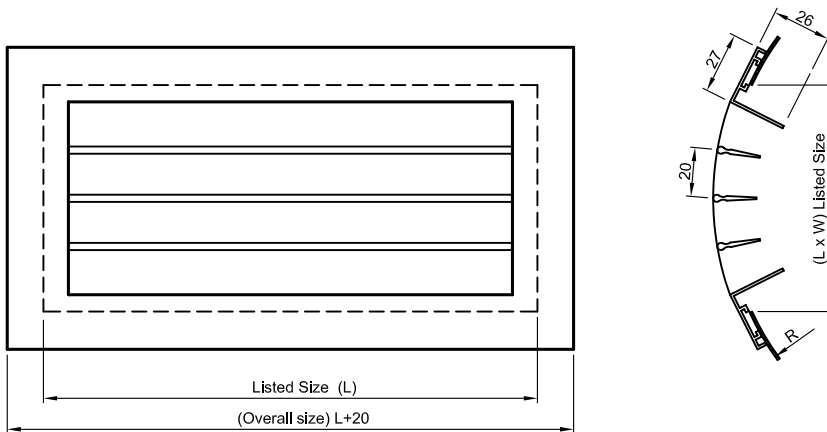 26
27
20
(L x W) Listed Size
R
Listed Size (L)
(Overall size) L+20